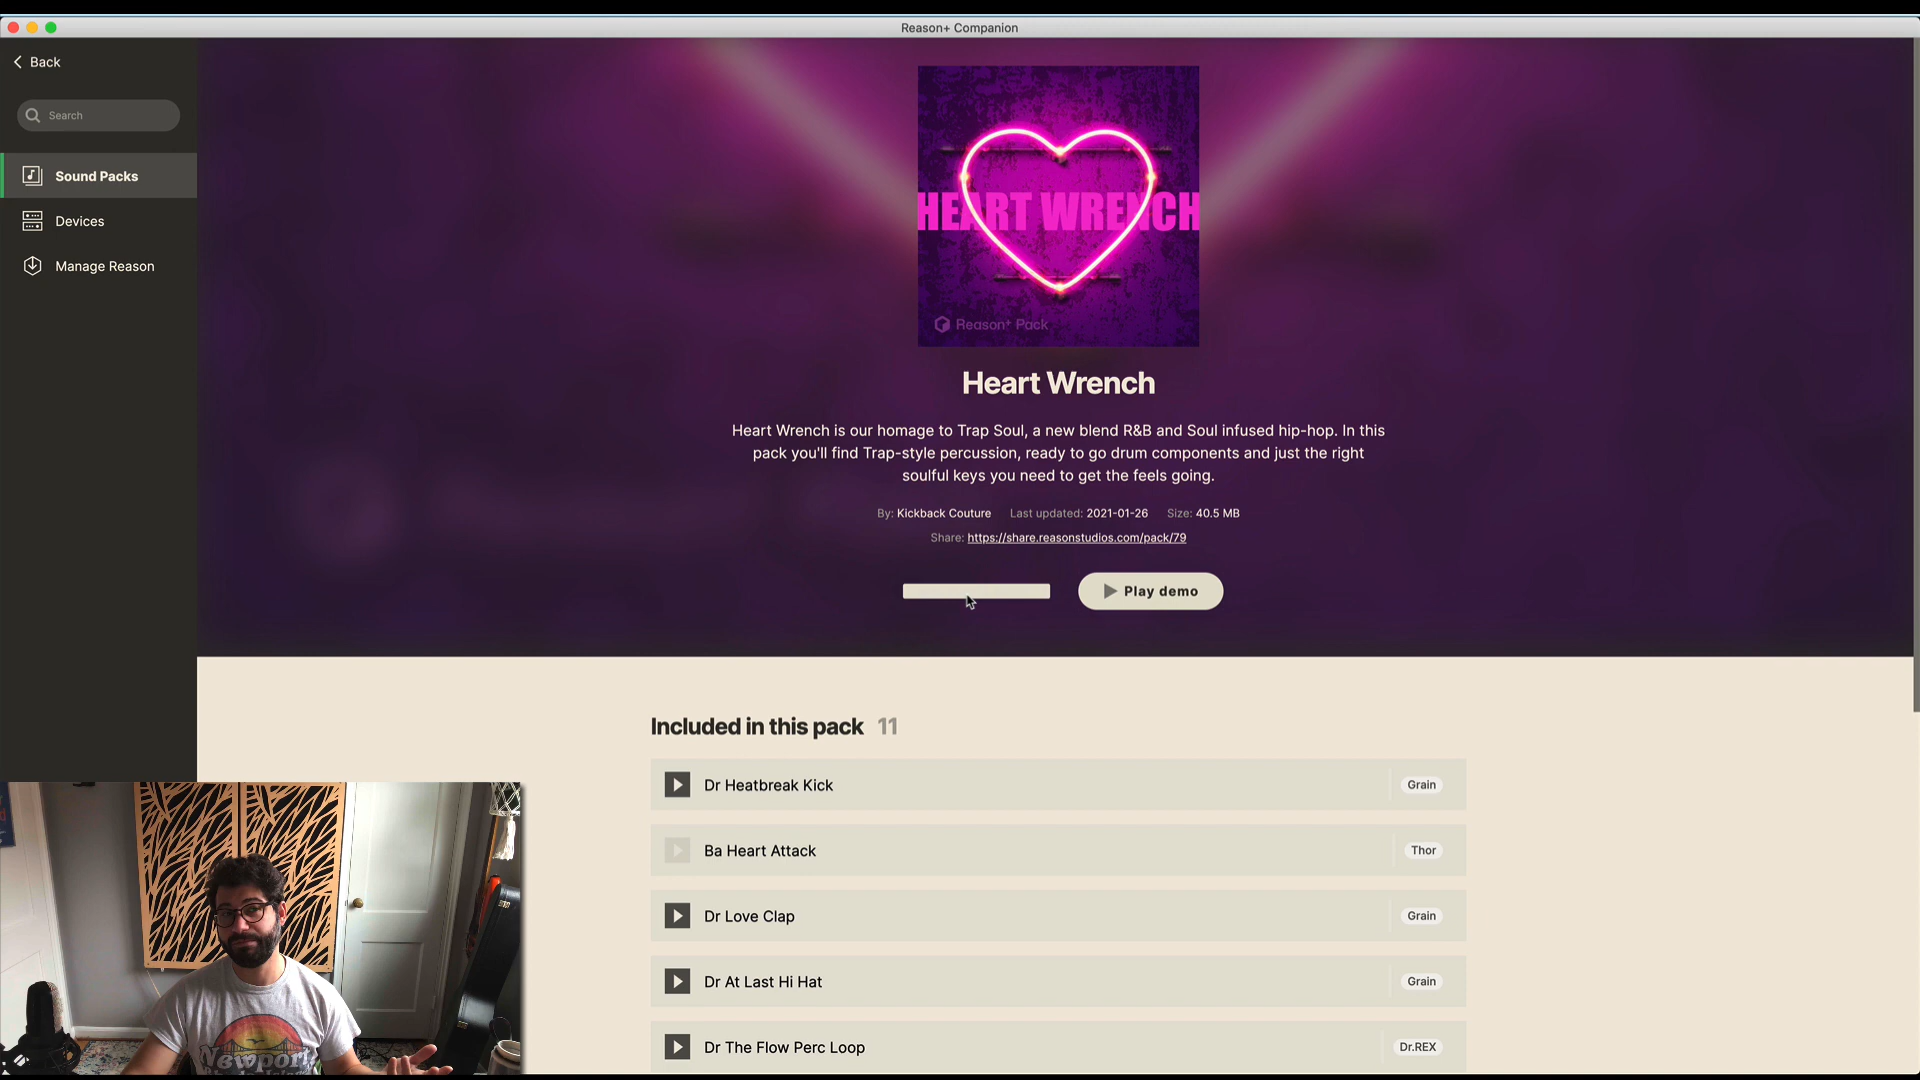 Reason+ Companion
Back
Search
Sound Packs
Devices
Manage Reason
HEART WRENCH
Reason+ Pack
Heart Wrench
Heart Wrench is our homage to Trap Soul, a new blend R&B and Soul infused hip-hop. In this
pack you'll find Trap-style percussion, ready to go drum components and just the right
soulful keys you need to get the feels going.
By: Kickback Couture Last updated: 2021-01-26 Size: 40.5 MB
Share: https://share.reasonstudios.com/pack/79
Play demo
Included in this pack 11
Dr Heatbreak Kick Grain
Ba Heart Attack Thor
Dr Love Clap Grain
Dr At Last Hi Hat Grain
Dr The Flow Perc Loop Dr.REX
Newport